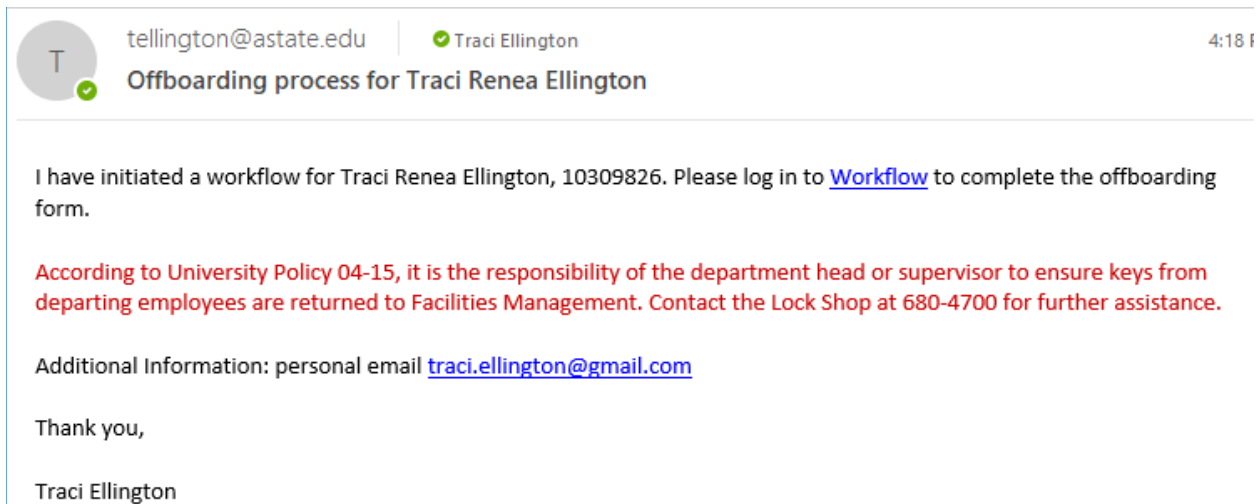 T
tellington@astate.edu Traci Ellington 4:18
Offboarding process for Traci Renea Ellington
I have initiated a workflow for Traci Renea Ellington, 10309826. Please log in to Workflow to complete the offboarding
form.
According to University Policy 04-15, it is the responsibility of the department head or supervisor to ensure keys from
departing employees are returned to Facilities Management. Contact the Lock Shop at 680-4700 for further assistance.
Additional Information: personal email traci.ellington@gmail.com
Thank you,
Traci Ellington